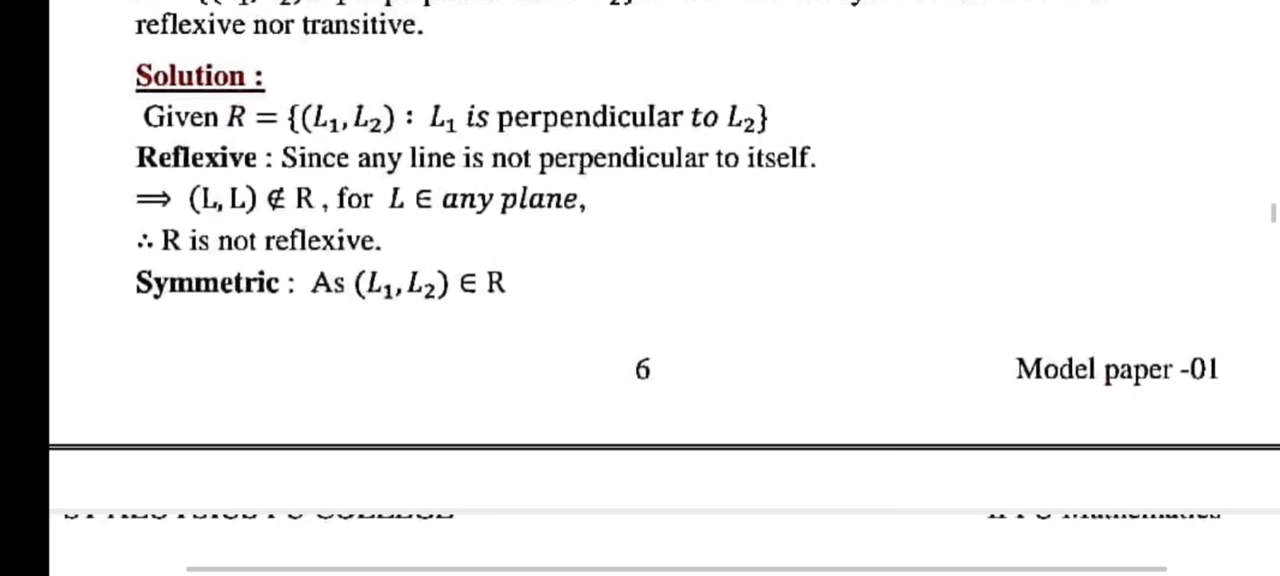 reflexive nor transitive.
Solution :
Given R = {(L₁, L₂) : L₁ is perpendicular to L₂}
Reflexive : Since any line is not perpendicular to itself.
⟹ (L, L) ∉ R , for L ∈ any plane,
∴ R is not reflexive.
Symmetric : As (L₁, L₂) ∈ R
6
Model paper -01